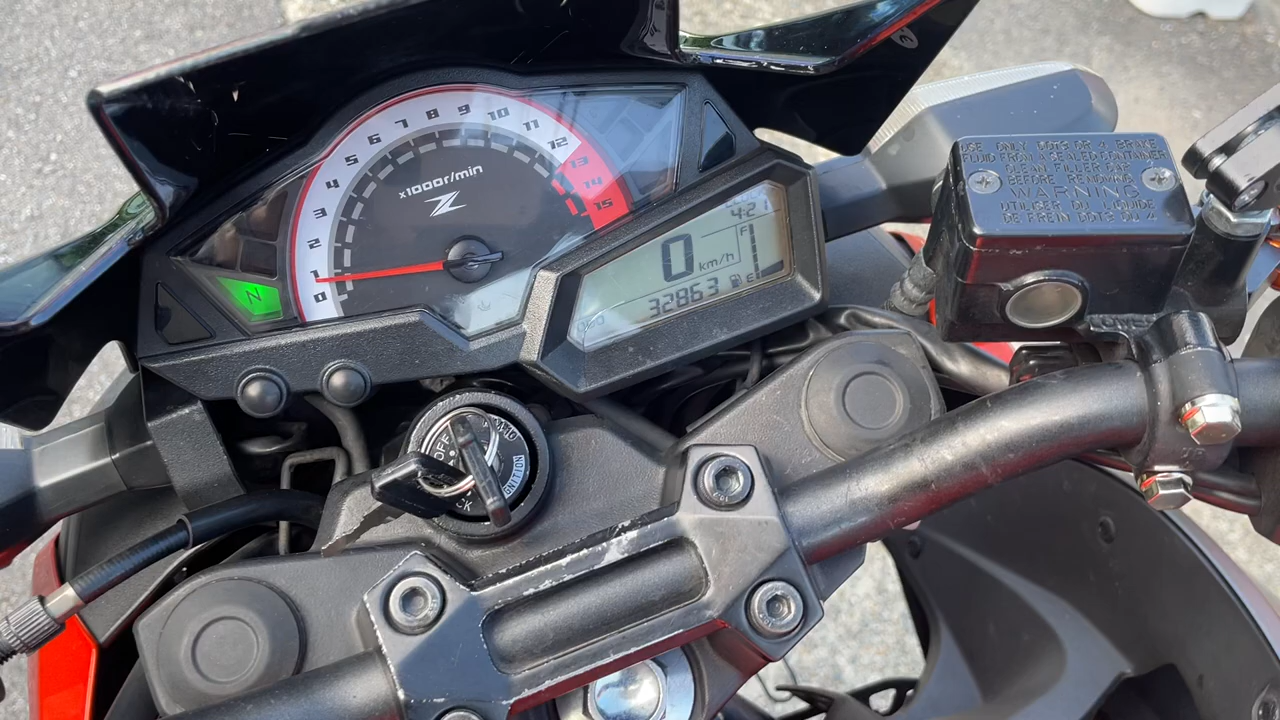 0
1
2
3
4
5
6
7
8
9
10
11
12
13
14
15
x1000r/min
Z
N
4:21
0
km/h
F
E
32863
USE ONLY DOT3 OR 4 BRAKE
FLUID FROM A SEALED CONTAINER
CLEAN FILLER CAP
BEFORE REMOVING
WARNING
UTILISER DU LIQUIDE
DE FREIN DOT3 OU 4
OFF
IGNITION